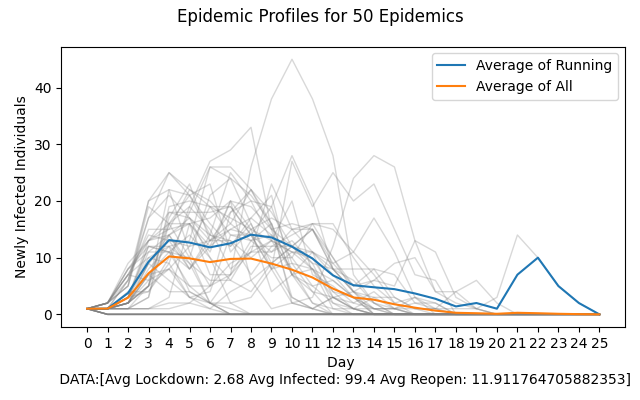 Epidemic Profiles for 50 Epidemics
Average of Running
Average of All
Newly Infected Individuals
40
30
20
10
0
0 1 2 3 4 5 6 7 8 9 10 11 12 13 14 15 16 17 18 19 20 21 22 23 24 25
Day
DATA:[Avg Lockdown: 2.68 Avg Infected: 99.4 Avg Reopen: 11.911764705882353]